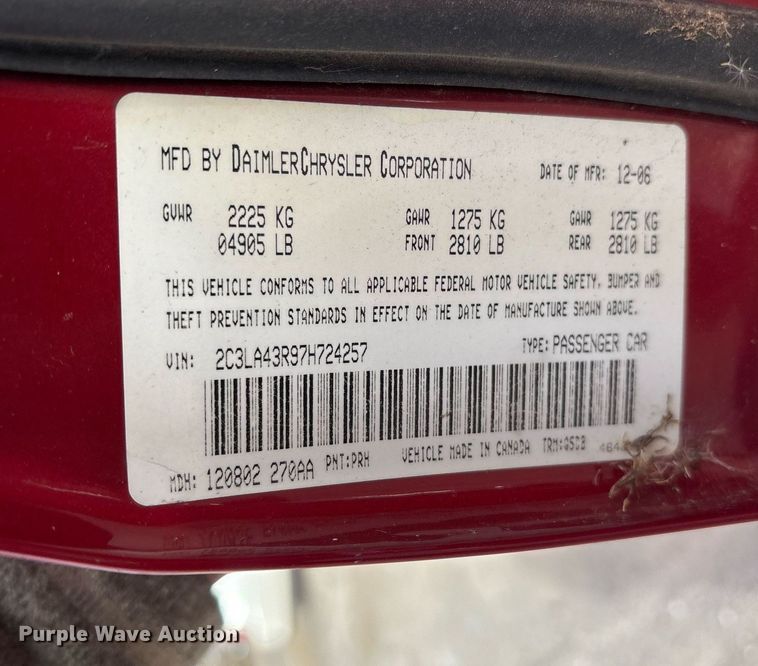 MFD BY DAIMLERCHRYSLER CORPORATION DATE OF MFR: 12-06
GVWR 2225 KG GAWR 1275 KG GAWR 1275 KG
04905 LB FRONT 2810 LB REAR 2810 LB
THIS VEHICLE CONFORMS TO ALL APPLICABLE FEDERAL MOTOR VEHICLE SAFETY, BUMPER AND
THEFT PREVENTION STANDARDS IN EFFECT ON THE DATE OF MANUFACTURE SHOWN ABOVE.
VIN: 2C3LA43R97H724257 TYPE: PASSENGER CAR
MDH: 120802 270AA PNT:PRH VEHICLE MADE IN CANADA TRM:
Purple Wave Auction